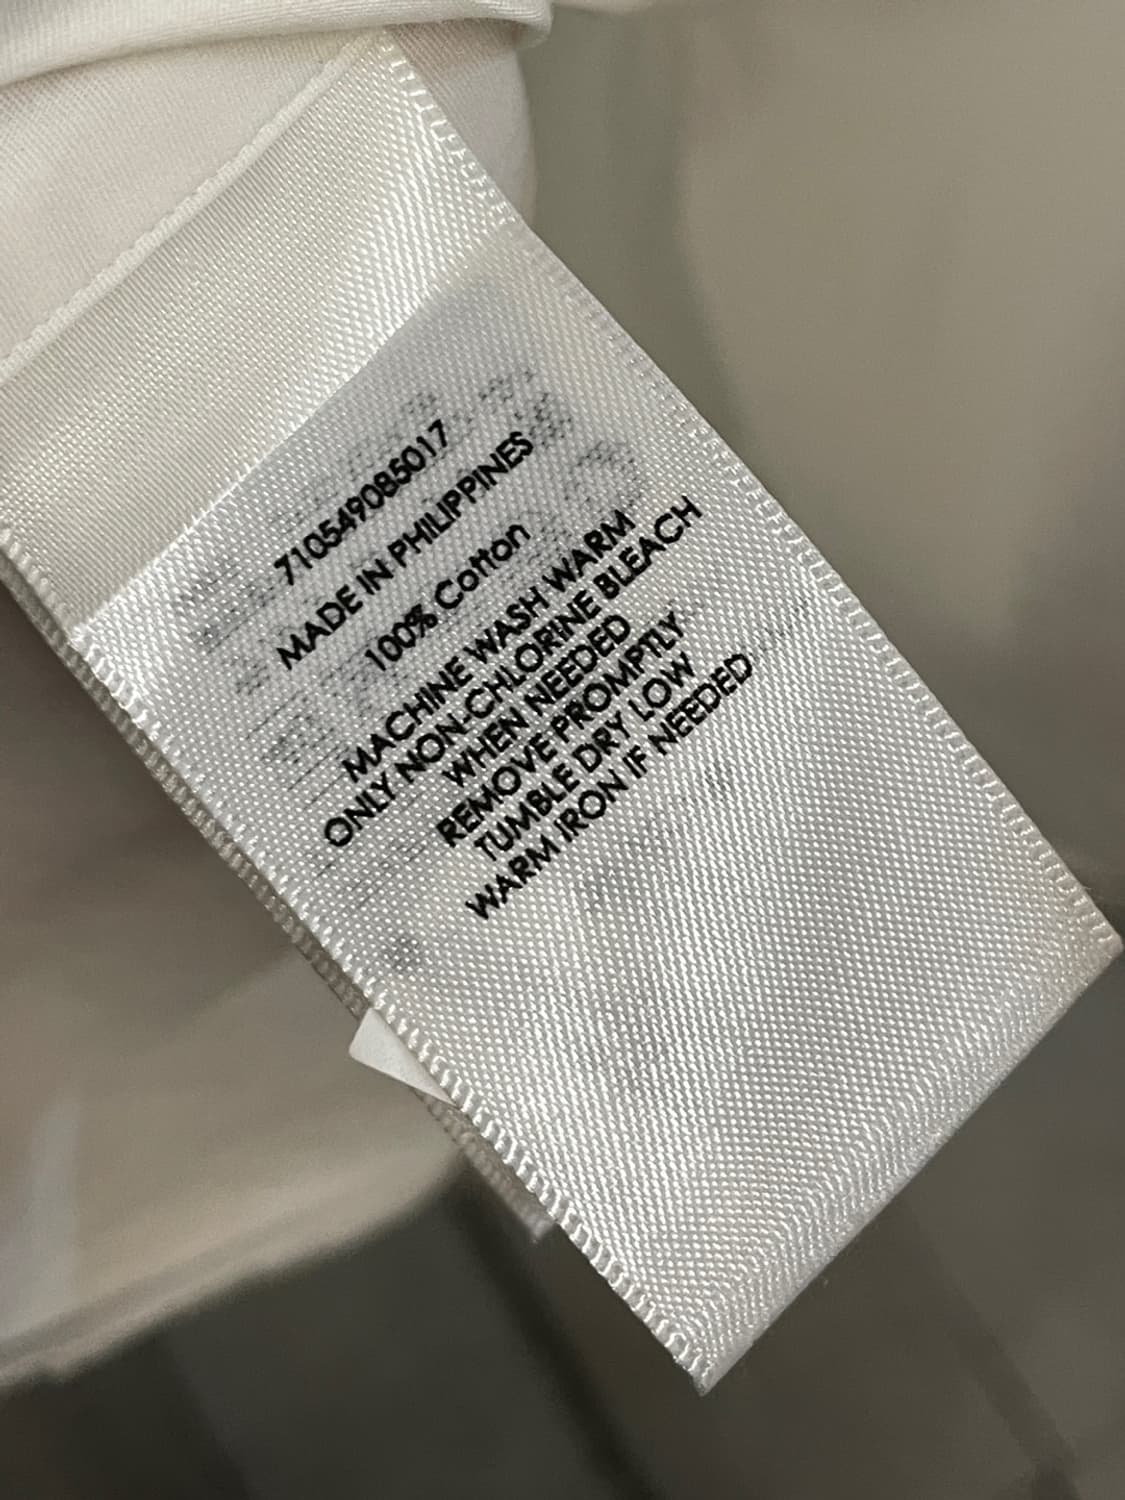 710549085017
MADE IN PHILIPPINES
100% Cotton
MACHINE WASH WARM
ONLY NON-CHLORINE BLEACH
WHEN NEEDED
REMOVE PROMPTLY
TUMBLE DRY LOW
WARM IRON IF NEEDED